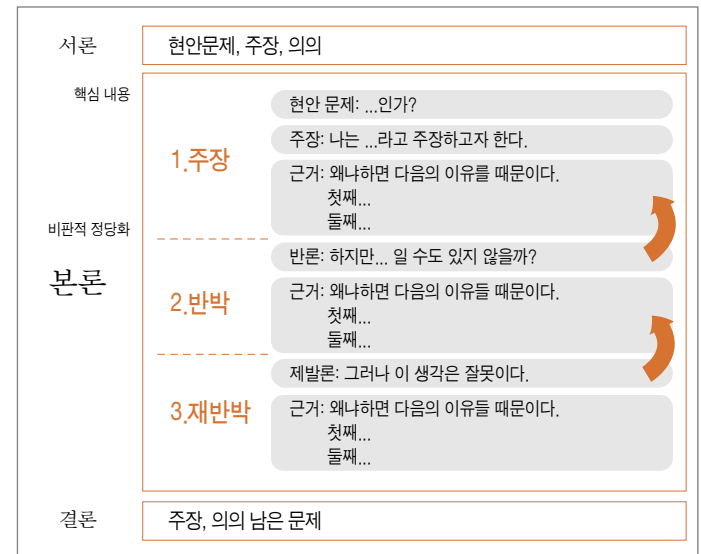 서론
현안문제, 주장, 의의
핵심 내용
현안 문제: ...인가?
1.주장
주장: 나는 ...라고 주장하고자 한다.
근거: 왜냐하면 다음의 이유를 때문이다.
첫째...
둘째...
비판적 정당화
본론
반론: 하지만... 일 수도 있지 않을까?
2.반박
근거: 왜냐하면 다음의 이유들 때문이다.
첫째...
둘째...
제발론: 그러나 이 생각은 잘못이다.
3.재반박
근거: 왜냐하면 다음의 이유들 때문이다.
첫째...
둘째...
결론
주장, 의의 남은 문제